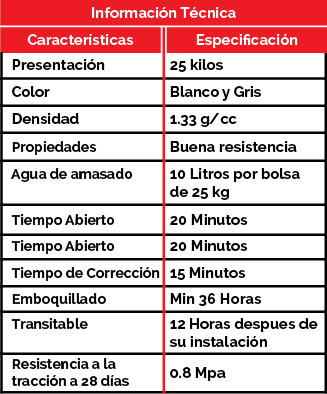 Información Técnica
Características Especificación
Presentación 25 kilos
Color Blanco y Gris
Densidad 1.33 g/cc
Propiedades Buena resistencia
Agua de amasado 10 Litros por bolsa
de 25 kg
Tiempo Abierto 20 Minutos
Tiempo Abierto 20 Minutos
Tiempo de Corrección 15 Minutos
Emboquillado Min 36 Horas
Transitable 12 Horas despues de
su instalación
Resistencia a la
tracción a 28 días 0.8 Mpa